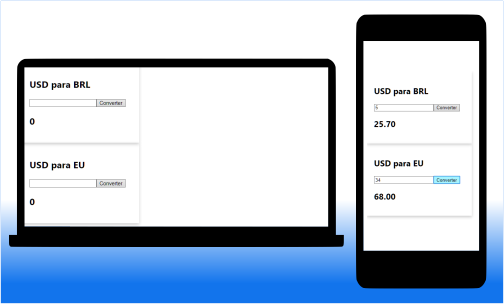 USD para BRL
Converter
0
USD para EU
Converter
0
USD para BRL
Converter
25.70
USD para EU
34 Converter
68.00